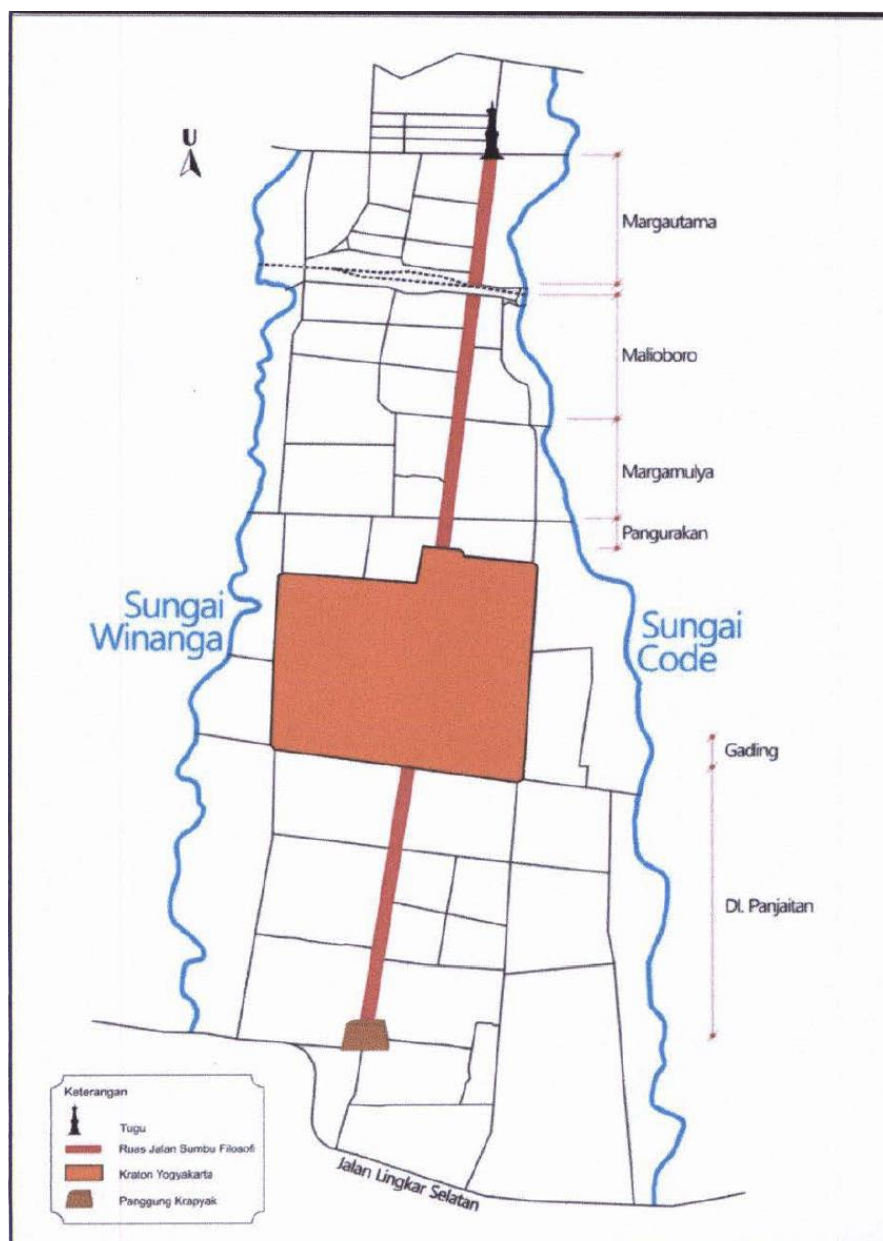 U
Margautama
Malioboro
Margamulya
Pangurakan
Sungai
Winanga
Sungai
Code
Gading
DI. Panjaitan
Jalan Lingkar Selatan
Keterangan
Tugu
Ruas Jalan Sumbu Filosofi
Kraton Yogyakarta
Panggung Krapyak